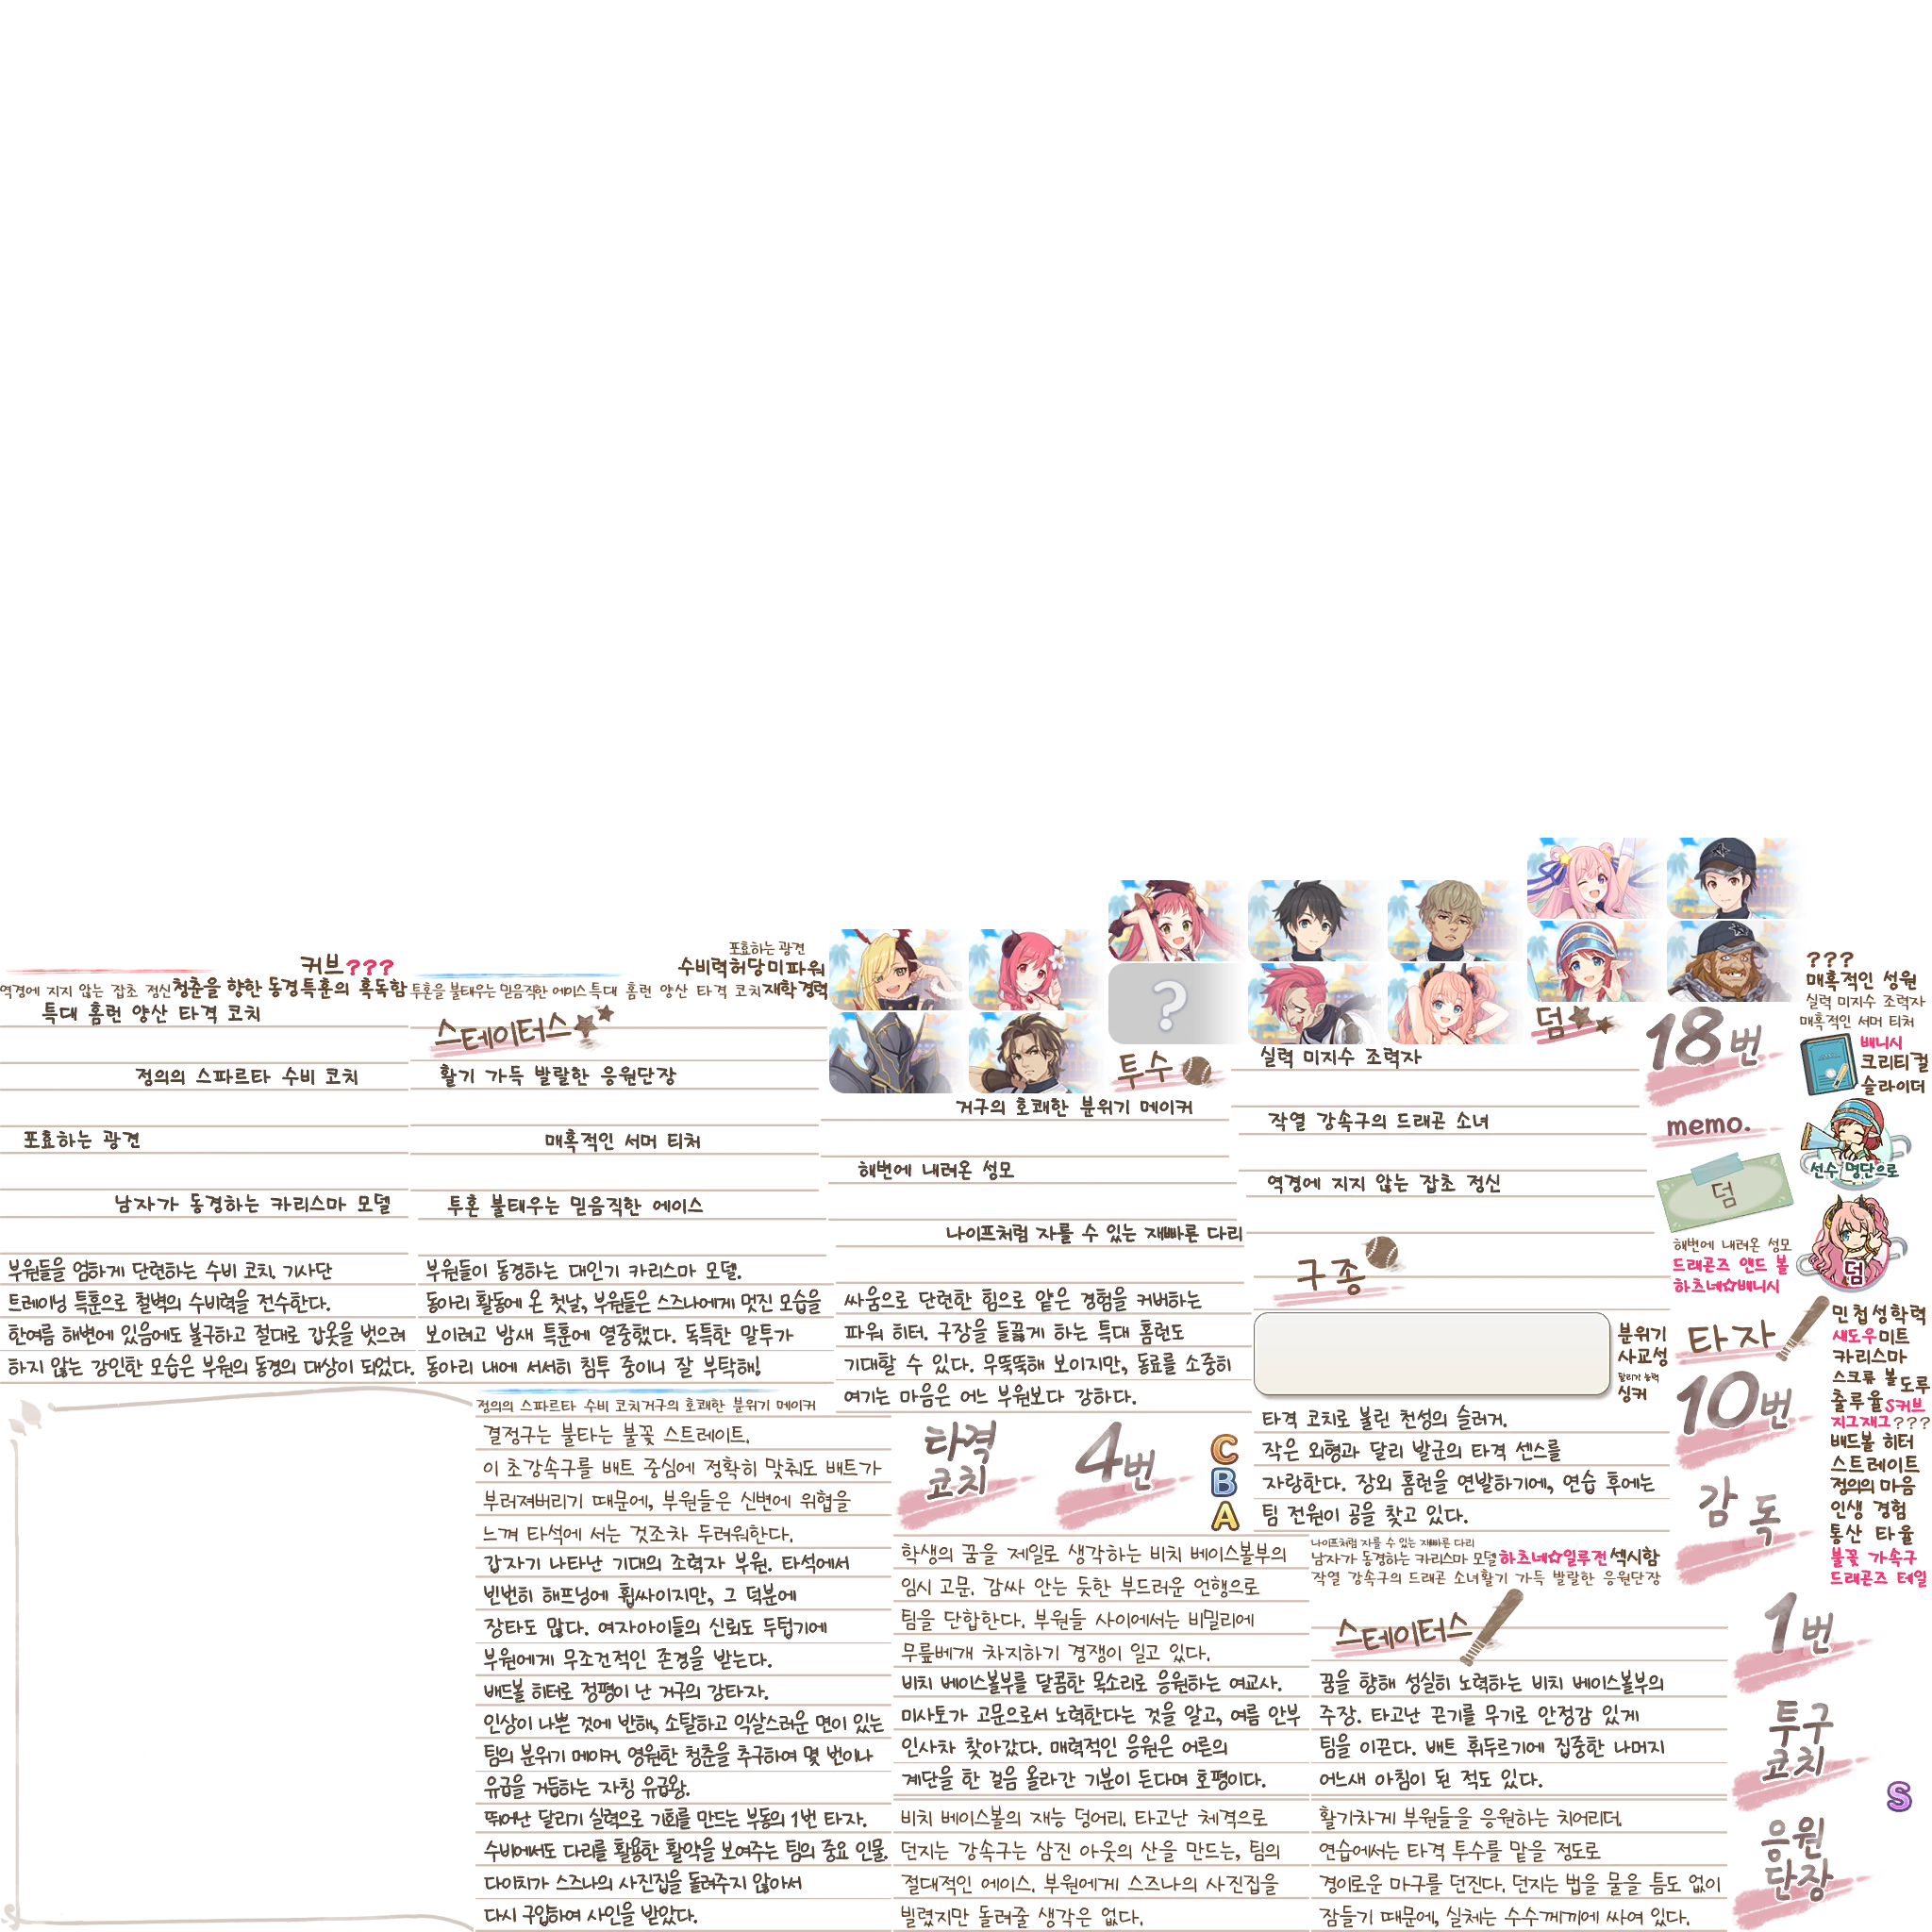 포효하는 광견
커브
???
수비력
허당미
파워
역경에 지지 않는 잡초 정신
청춘을 향한 동경
특훈의 혹독함
투혼을 불태우는 믿음직한 에이스
특대 홈런 양산 타격 코치
재학 경력
특대 홈런 양산 타격 코치
스테이터스
정의의 스파르타 수비 코치
활기 가득 발랄한 응원단장
포효하는 광견
매혹적인 서머 티처
남자가 동경하는 카리스마 모델
투혼 불태우는 믿음직한 에이스
?
투수
거구의 호쾌한 분위기 메이커
해변에 내려온 성모
나이프처럼 자를 수 있는 재빠른 다리
실력 미지수 조력자
작열 강속구의 드래곤 소녀
역경에 지지 않는 잡초 정신
구종
덤
18번
memo.
덤
???
매혹적인 성원
실력 미지수 조력자
매혹적인 서머 티처
배니시
크리티컬
슬라이더
선수 명단으로
덤
해변에 내려온 성모
드래곤즈 앤드 볼
하츠네☆배니시
부원들을 엄하게 단련하는 수비 코치. 기사단
트레이닝 특훈으로 철벽의 수비력을 전수한다.
한여름 해변에 있음에도 불구하고 절대로 갑옷을 벗으려
하지 않는 강인한 모습은 부원의 동경의 대상이 되었다.
부원들이 동경하는 대인기 카리스마 모델.
동아리 활동에 온 첫날, 부원들은 스즈나에게 멋진 모습을
보이려고 밤새 특훈에 열중했다. 독특한 말투가
동아리 내에 서서히 침투 중이니 잘 부탁해!
싸움으로 단련한 힘으로 얕은 경험을 커버하는
파워 히터. 구장을 들끓게 하는 특대 홈런도
기대할 수 있다. 무뚝뚝해 보이지만, 동료를 소중히
여기는 마음은 어느 부원보다 강하다.
분위기
사교성
달리기 능력
싱커
타자
10번
감독
민첩성
학력
섀도우
미트
카리스마
스크류 볼
도루
출루율
S커브
지그재그
???
배드볼 히터
스트레이트
정의의 마음
인생 경험
통산 타율
불꽃 가속구
드래곤즈 테일
정의의 스파르타 수비 코치
거구의 호쾌한 분위기 메이커
결정구는 불타는 불꽃 스트레이트.
이 초강속구를 배트 중심에 정확히 맞춰도 배트가
부러져버리기 때문에, 부원들은 신변에 위협을
느껴 타석에 서는 것조차 두려워한다.
갑자기 나타난 기대의 조력자 부원. 타석에서
빈번히 해프닝에 휩싸이지만, 그 덕분에
장타도 많다. 여자아이들의 신뢰도 두텁기에
부원에게 무조건적인 존경을 받는다.
배드볼 히터로 정평이 난 거구의 강타자.
인상이 나쁜 것에 반해, 소탈하고 익살스러운 면이 있는
팀의 분위기 메이커. 영원한 청춘을 추구하여 몇 번이나
유급을 거듭하는 자칭 유급왕.
뛰어난 달리기 실력으로 기회를 만드는 부동의 1번 타자.
수비에서도 다리를 활용한 활약을 보여주는 팀의 중요 인물.
다이치가 스즈나의 사진집을 돌려주지 않아서
다시 구입하여 사인을 받았다.
타격
코치
4번
C
B
A
타격 코치로 불린 천성의 슬러거.
작은 외형과 달리 발군의 타격 센스를
자랑한다. 장외 홈런을 연발하기에, 연습 후에는
팀 전원이 공을 찾고 있다.
나이프처럼 자를 수 있는 재빠른 다리
남자가 동경하는 카리스마 모델
하츠네☆일루전
섹시함
작열 강속구의 드래곤 소녀
활기 가득 발랄한 응원단장
스테이터스
학생의 꿈을 제일로 생각하는 비치 베이스볼부의
임시 고문. 감싸 안는 듯한 부드러운 언행으로
팀을 단합한다. 부원들 사이에서는 비밀리에
무릎베개 차지하기 경쟁이 일고 있다.
비치 베이스볼부를 달콤한 목소리로 응원하는 여교사.
미사토가 고문으로서 노력한다는 것을 알고, 여름 안부
인사차 찾아갔다. 매력적인 응원은 어른의
계단을 한 걸음 올라간 기분이 든다며 호평이다.
비치 베이스볼의 재능 덩어리. 타고난 체격으로
던지는 강속구는 삼진 아웃의 산을 만드는, 팀의
절대적인 에이스. 부원에게 스즈나의 사진집을
빌렸지만 돌려줄 생각은 없다.
꿈을 향해 성실히 노력하는 비치 베이스볼부의
주장. 타고난 끈기를 무기로 안정감 있게
팀을 이끈다. 배트 휘두르기에 집중한 나머지
어느새 아침이 된 적도 있다.
활기차게 부원들을 응원하는 치어리더.
연습에서는 타격 투수를 맡을 정도로
경이로운 마구를 던진다. 던지는 법을 물을 틈도 없이
잠들기 때문에, 실체는 수수께끼에 싸여 있다.
1번
투구
코치
S
응원
단장